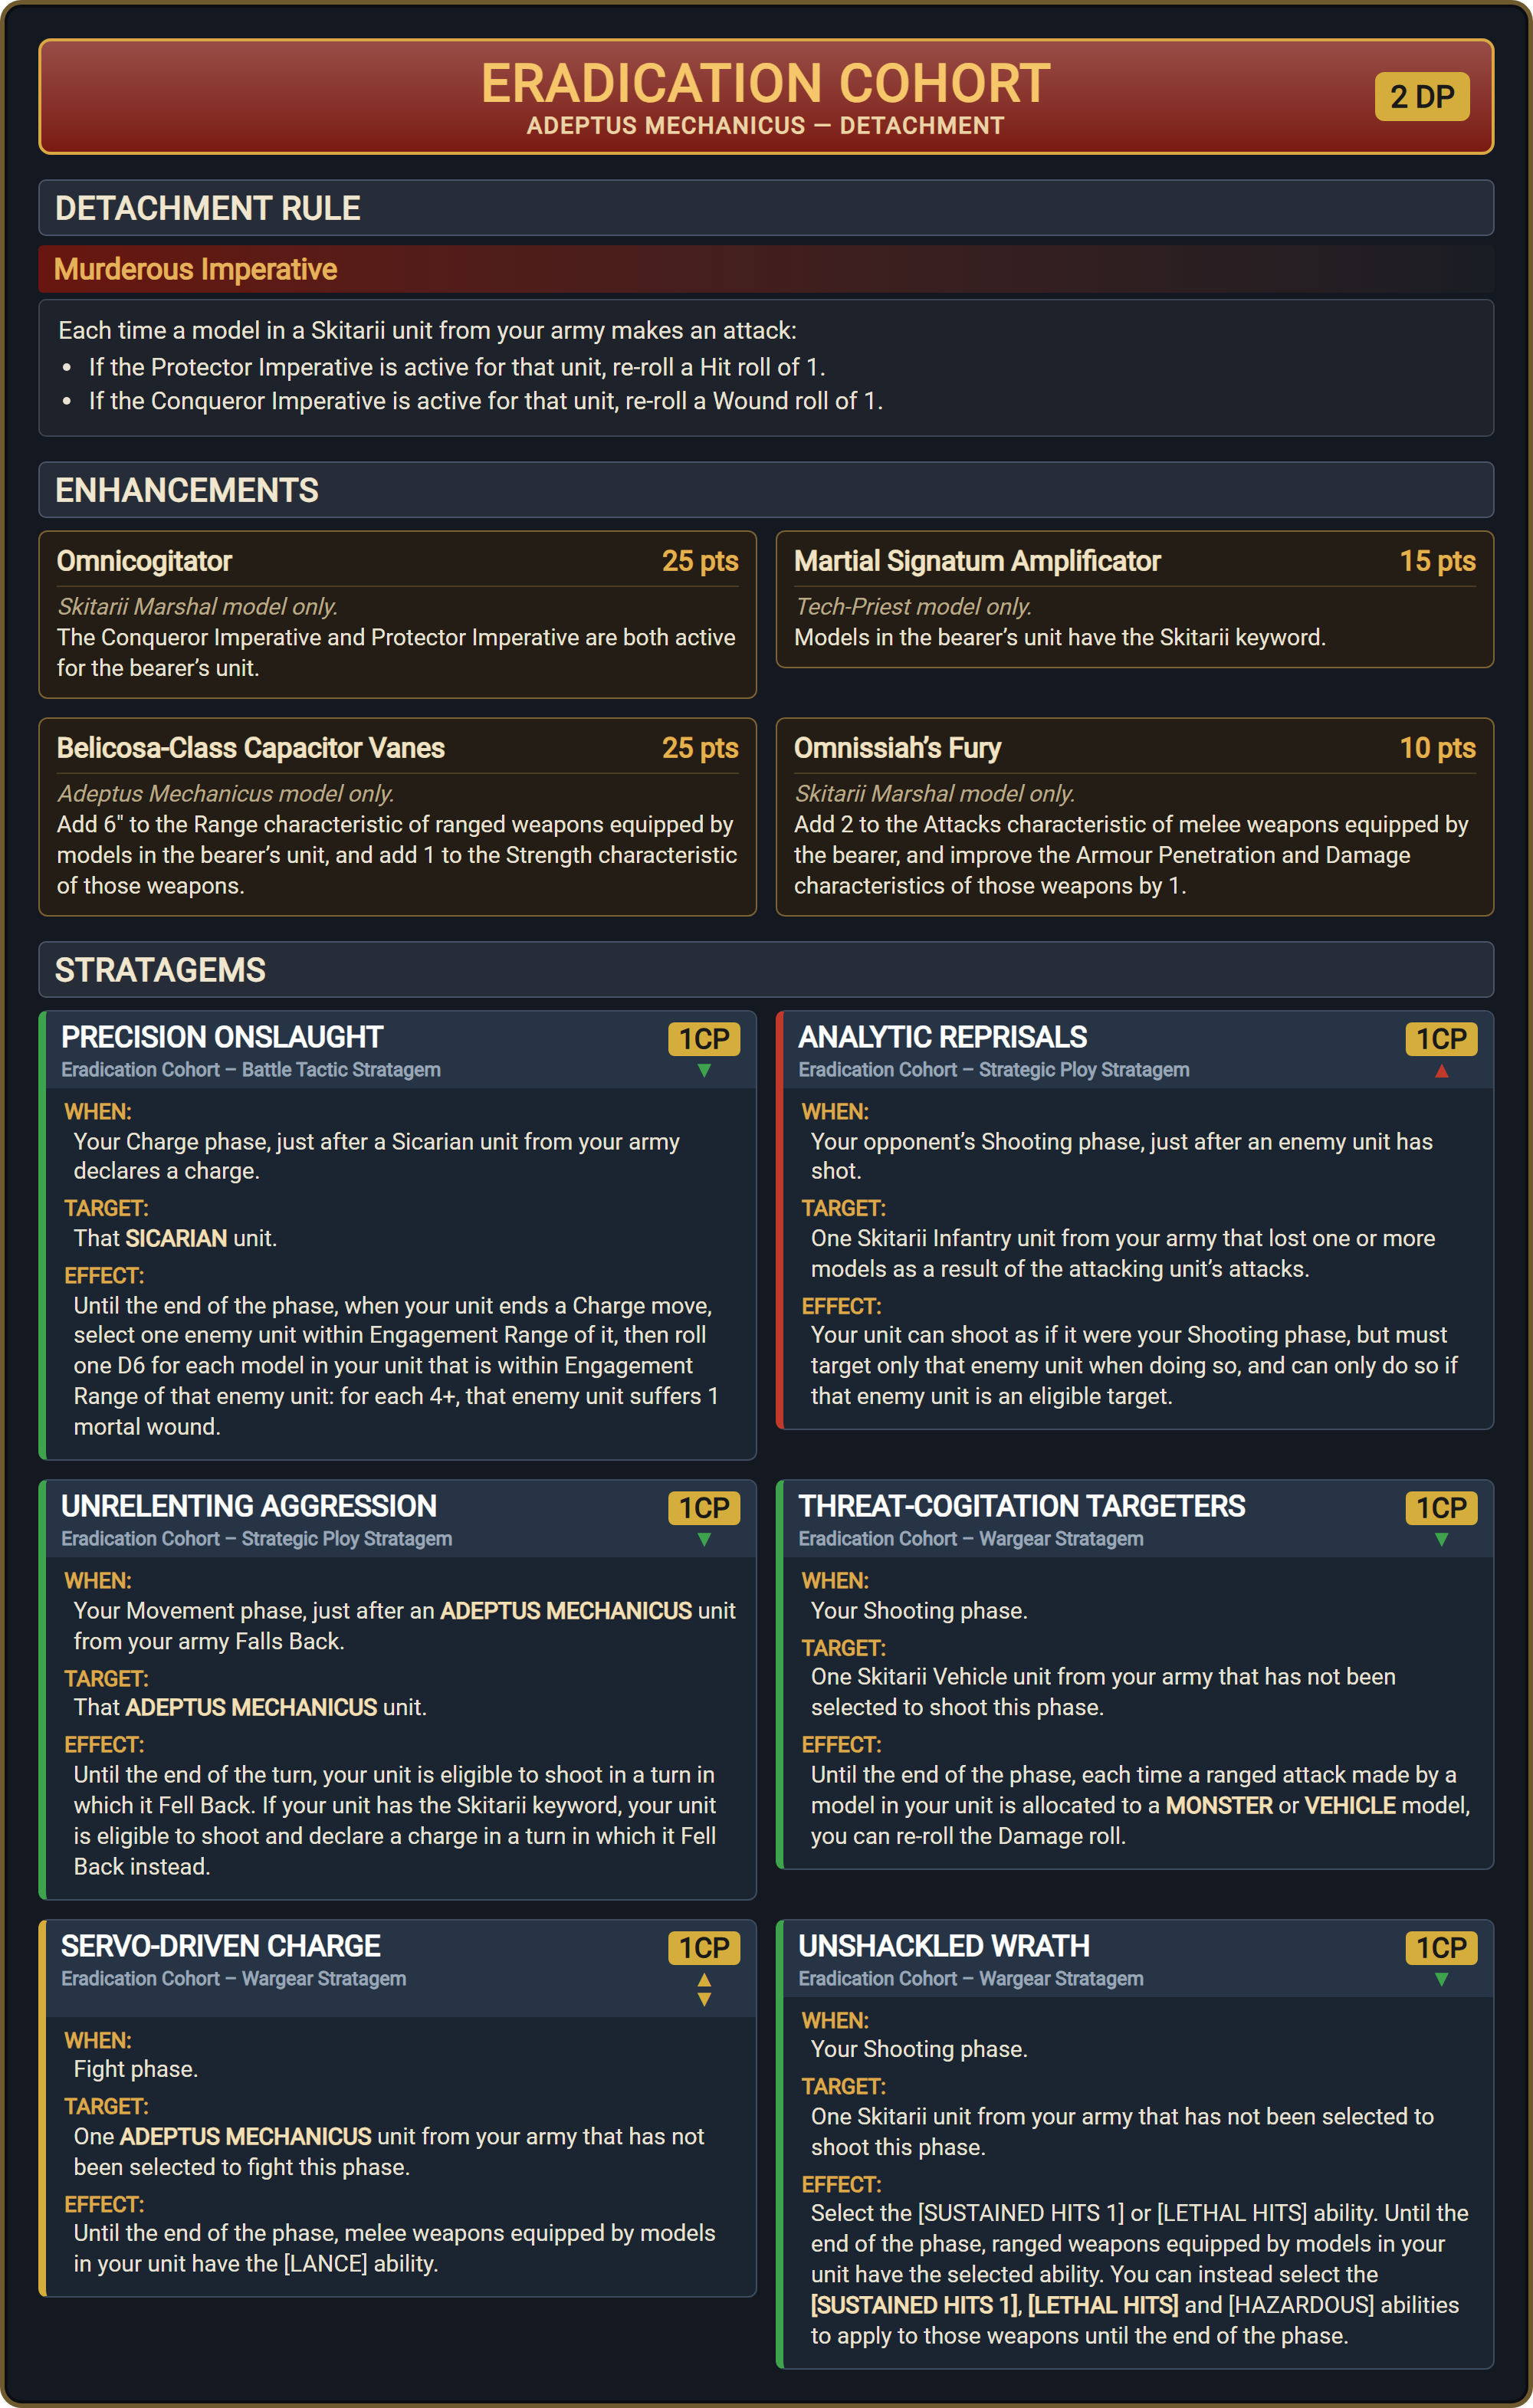 ERADICATION COHORT
ADEPTUS MECHANICUS — DETACHMENT
2 DP
DETACHMENT RULE
Murderous Imperative
Each time a model in a Skitarii unit from your army makes an attack:
• If the Protector Imperative is active for that unit, re-roll a Hit roll of 1.
• If the Conqueror Imperative is active for that unit, re-roll a Wound roll of 1.
ENHANCEMENTS
Omnicogitator 25 pts
Skitarii Marshal model only.
The Conqueror Imperative and Protector Imperative are both active
for the bearer’s unit.
Martial Signatum Amplificator 15 pts
Tech-Priest model only.
Models in the bearer’s unit have the Skitarii keyword.
Belicosa-Class Capacitor Vanes 25 pts
Adeptus Mechanicus model only.
Add 6" to the Range characteristic of ranged weapons equipped by
models in the bearer’s unit, and add 1 to the Strength characteristic
of those weapons.
Omnissiah’s Fury 10 pts
Skitarii Marshal model only.
Add 2 to the Attacks characteristic of melee weapons equipped by
the bearer, and improve the Armour Penetration and Damage
characteristics of those weapons by 1.
STRATAGEMS
PRECISION ONSLAUGHT 1CP
Eradication Cohort – Battle Tactic Stratagem ▼
WHEN:
Your Charge phase, just after a Sicarian unit from your army
declares a charge.
TARGET:
That SICARIAN unit.
EFFECT:
Until the end of the phase, when your unit ends a Charge move,
select one enemy unit within Engagement Range of it, then roll
one D6 for each model in your unit that is within Engagement
Range of that enemy unit: for each 4+, that enemy unit suffers 1
mortal wound.
ANALYTIC REPRISALS 1CP
Eradication Cohort – Strategic Ploy Stratagem ▲
WHEN:
Your opponent’s Shooting phase, just after an enemy unit has
shot.
TARGET:
One Skitarii Infantry unit from your army that lost one or more
models as a result of the attacking unit’s attacks.
EFFECT:
Your unit can shoot as if it were your Shooting phase, but must
target only that enemy unit when doing so, and can only do so if
that enemy unit is an eligible target.
UNRELENTING AGGRESSION 1CP
Eradication Cohort – Strategic Ploy Stratagem ▼
WHEN:
Your Movement phase, just after an ADEPTUS MECHANICUS unit
from your army Falls Back.
TARGET:
That ADEPTUS MECHANICUS unit.
EFFECT:
Until the end of the turn, your unit is eligible to shoot in a turn in
which it Fell Back. If your unit has the Skitarii keyword, your unit
is eligible to shoot and declare a charge in a turn in which it Fell
Back instead.
THREAT-COGITATION TARGETERS 1CP
Eradication Cohort – Wargear Stratagem ▼
WHEN:
Your Shooting phase.
TARGET:
One Skitarii Vehicle unit from your army that has not been
selected to shoot this phase.
EFFECT:
Until the end of the phase, each time a ranged attack made by a
model in your unit is allocated to a MONSTER or VEHICLE model,
you can re-roll the Damage roll.
SERVO-DRIVEN CHARGE 1CP
Eradication Cohort – Wargear Stratagem ▲
▼
WHEN:
Fight phase.
TARGET:
One ADEPTUS MECHANICUS unit from your army that has not
been selected to fight this phase.
EFFECT:
Until the end of the phase, melee weapons equipped by models
in your unit have the [LANCE] ability.
UNSHACKLED WRATH 1CP
Eradication Cohort – Wargear Stratagem ▼
WHEN:
Your Shooting phase.
TARGET:
One Skitarii unit from your army that has not been selected to
shoot this phase.
EFFECT:
Select the [SUSTAINED HITS 1] or [LETHAL HITS] ability. Until the
end of the phase, ranged weapons equipped by models in your
unit have the selected ability. You can instead select the
[SUSTAINED HITS 1], [LETHAL HITS] and [HAZARDOUS] abilities
to apply to those weapons until the end of the phase.